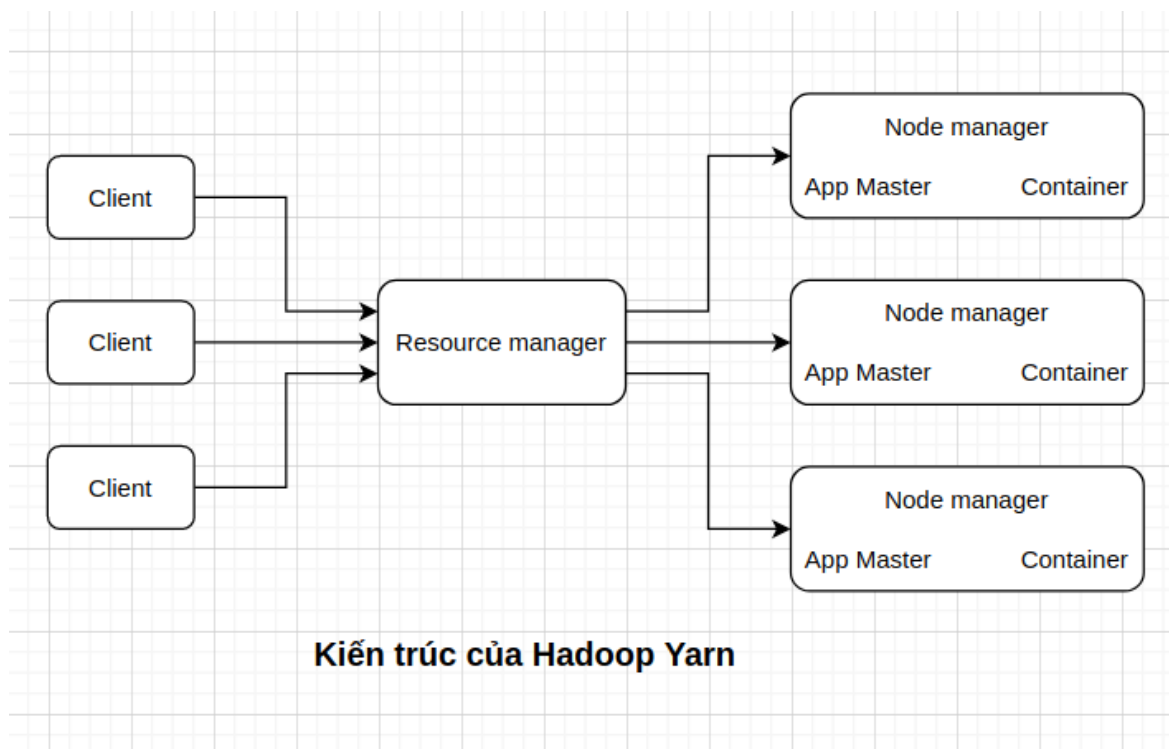 Client
Client
Client
Resource manager
Node manager
App Master Container
Node manager
App Master Container
Node manager
App Master Container
Kiến trúc của Hadoop Yarn